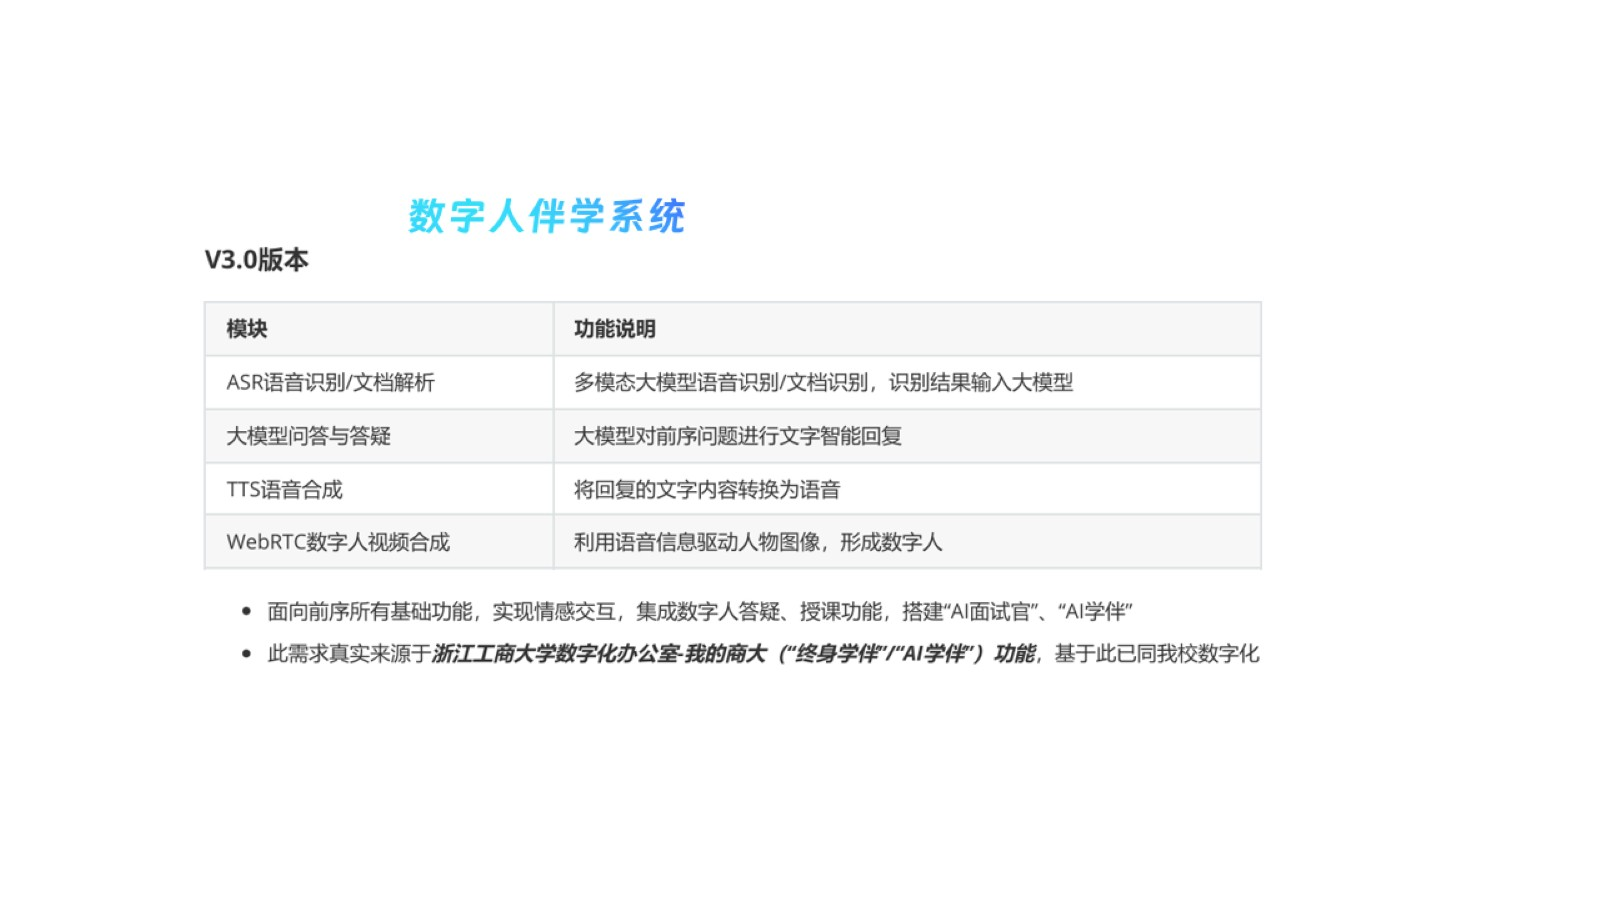 数字人伴学系统
V3.0版本
模块 功能说明
ASR语音识别/文档解析 多模态大模型语音识别/文档识别，识别结果输入大模型
大模型问答与答疑 大模型对前序问题进行文字智能回复
TTS语音合成 将回复的文字内容转换为语音
WebRTC数字人视频合成 利用语音信息驱动人物图像，形成数字人
• 面向前序所有基础功能，实现情感交互，集成数字人答疑、授课功能，搭建“AI面试官”、“AI学伴”
• 此需求真实来源于浙江工商大学数字化办公室-我的商大（“终身学伴”/“AI学伴”）功能，基于此已同我校数字化